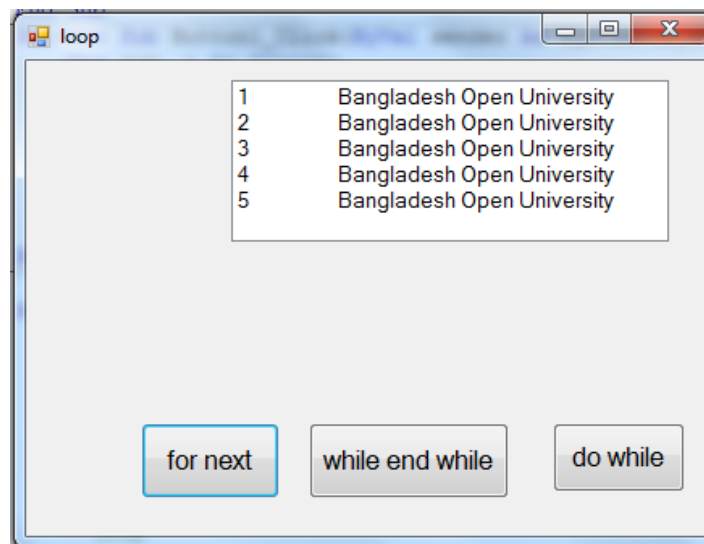 loop
1 Bangladesh Open University
2 Bangladesh Open University
3 Bangladesh Open University
4 Bangladesh Open University
5 Bangladesh Open University
for next
while end while
do while